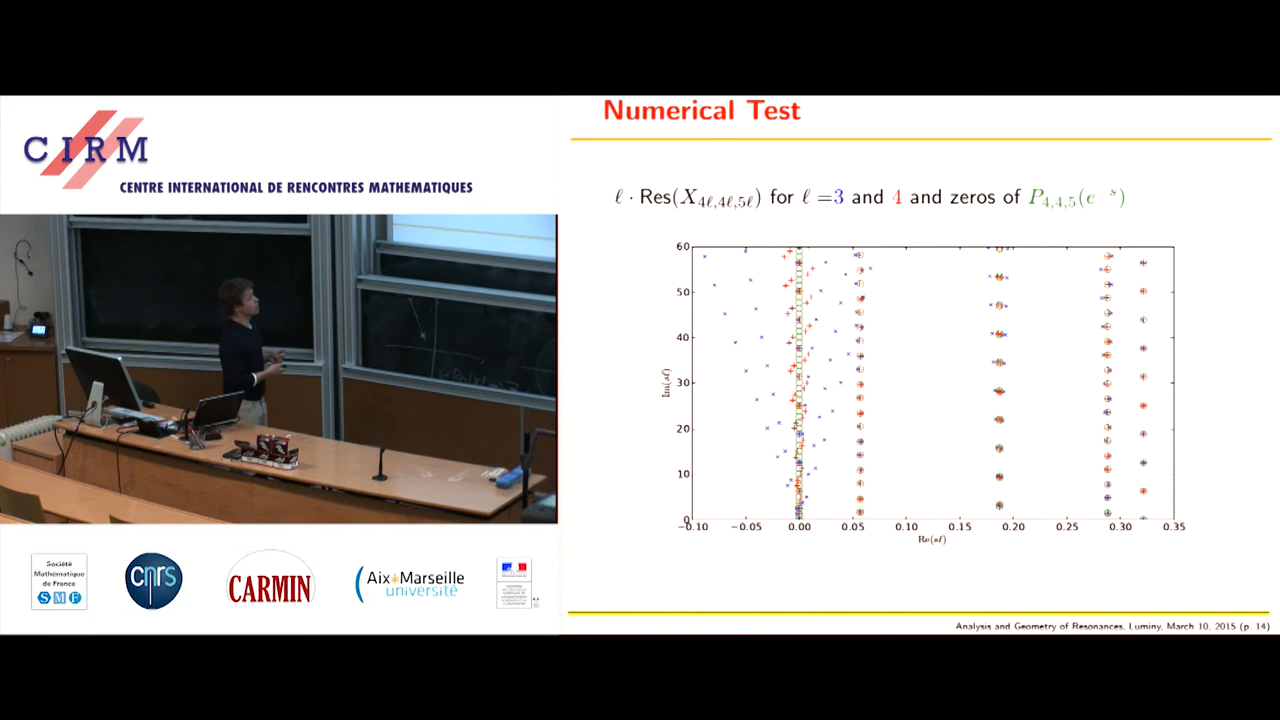 CIRM
CENTRE INTERNATIONAL DE RENCONTRES MATHEMATIQUES
Société
Mathématique
de France
SMF
cnrs
CARMIN
Aix*Marseille
université
Numerical Test
ℓ · Res(X4ℓ,4ℓ,5ℓ) for ℓ =3 and 4 and zeros of P4,4,5(e s)
60
50
40
30
20
10
0
Im(sℓ)
−0.10 −0.05 0.00 0.05 0.10 0.15 0.20 0.25 0.30 0.35
Re(sℓ)
Analysis and Geometry of Resonances, Luminy, March 10, 2015 (p. 14)